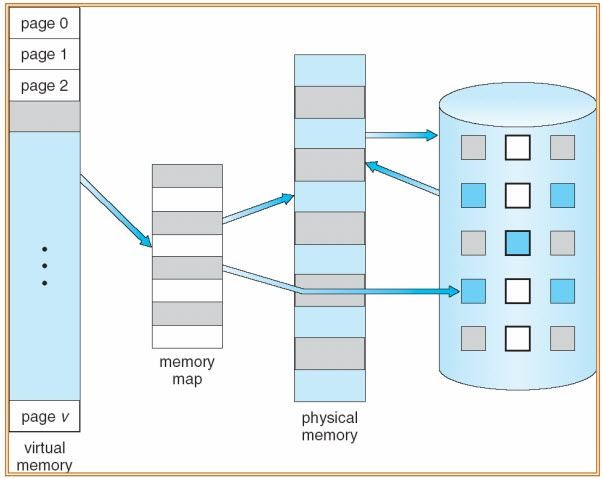 page 0
page 1
page 2
page v
virtual
memory
memory
map
physical
memory